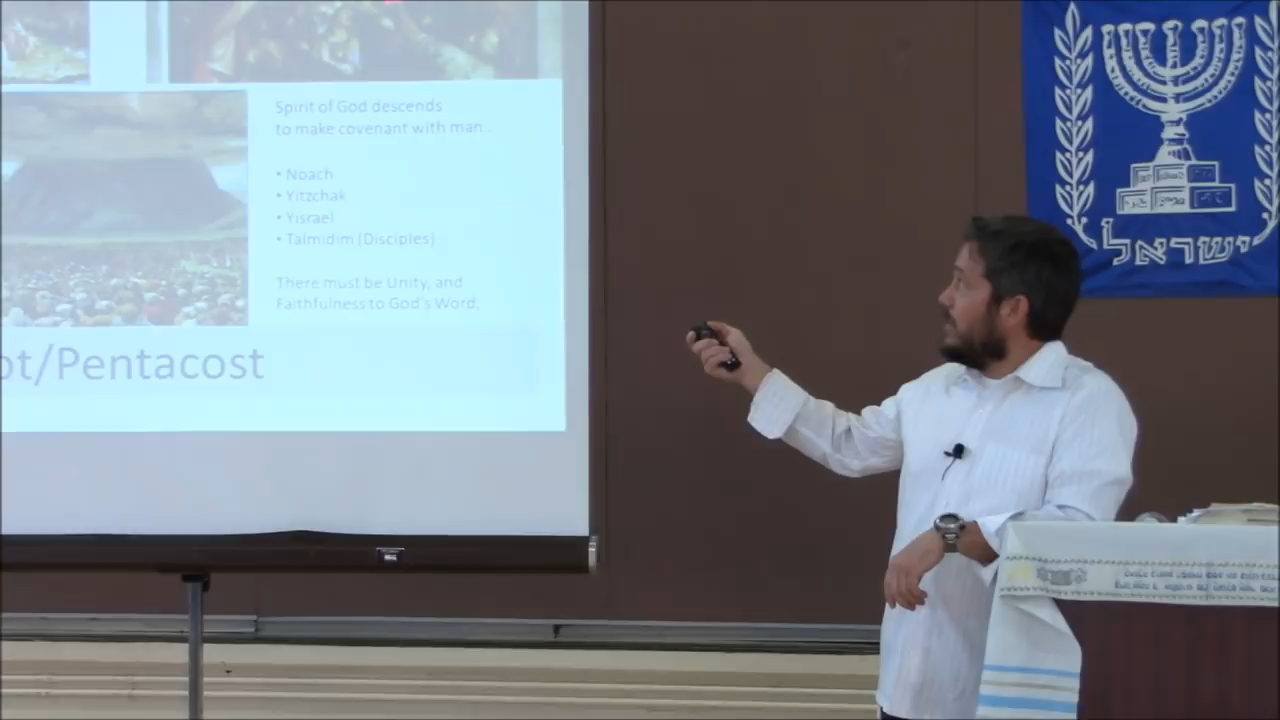 Spirit of God descends
to make covenant with man...
• Noach
• Yitzchak
• Yisrael
• Talmidim (Disciples)
There must be Unity, and
Faithfulness to God's Word,
ot/Pentacost
ישראל